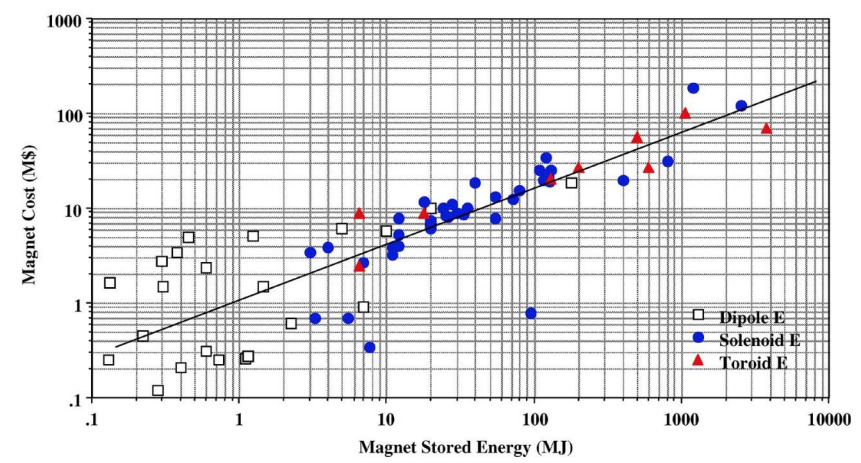 1000
100
10
1
.1
Magnet Cost (M$)
Dipole E
Solenoid E
Toroid E
.1 1 10 100 1000 10000
Magnet Stored Energy (MJ)